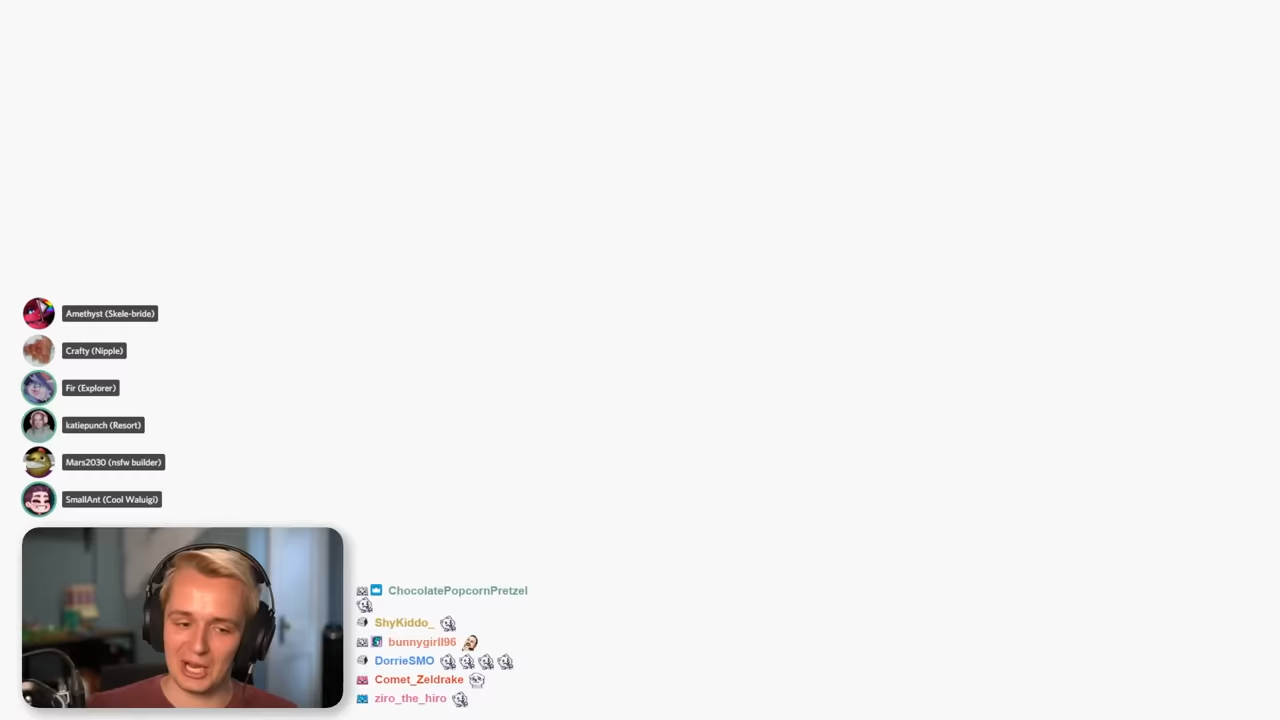 Amethyst (Skele-bride)
Crafty (Nipple)
Fir (Explorer)
katiepunch (Resort)
Mars2030 (nsfw builder)
SmallAnt (Cool Waluigi)
ChocolatePopcornPretzel
ShyKiddo_
bunnygirll96
DorrieSMO
Comet_Zeldrake
ziro_the_hiro